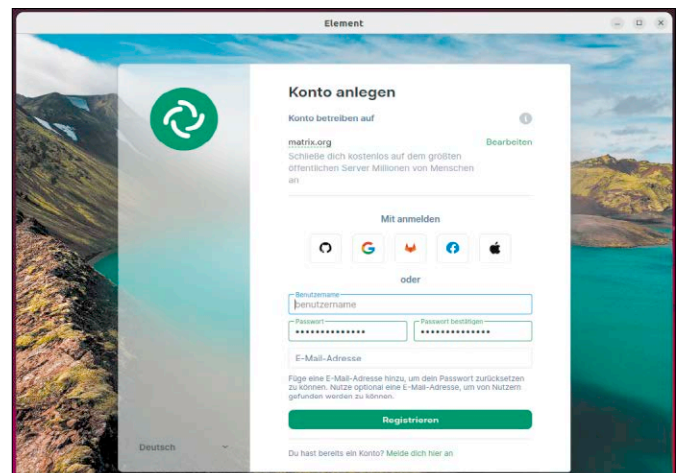 Element
Konto anlegen
Konto betreiben auf
matrix.org
Bearbeiten
Schließe dich kostenlos auf dem größten
öffentlichen Server Millionen von Menschen
an
Mit anmelden
oder
Benutzername
benutzername
Passwort
Passwort bestätigen
E-Mail-Adresse
Füge eine E-Mail-Adresse hinzu, um dein Passwort zurücksetzen
zu können. Nutze optional eine E-Mail-Adresse, um von Nutzern
gefunden werden zu können.
Registrieren
Deutsch
Du hast bereits ein Konto? Melde dich hier an